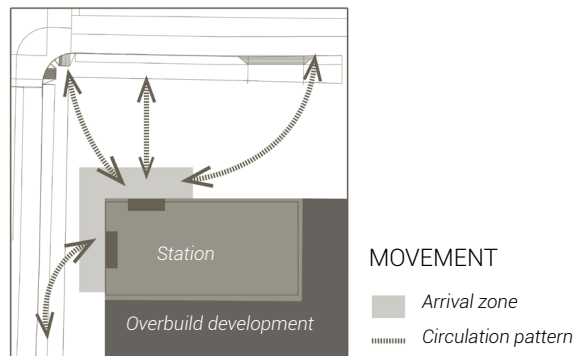 Station
Overbuild development
MOVEMENT
Arrival zone
Circulation pattern